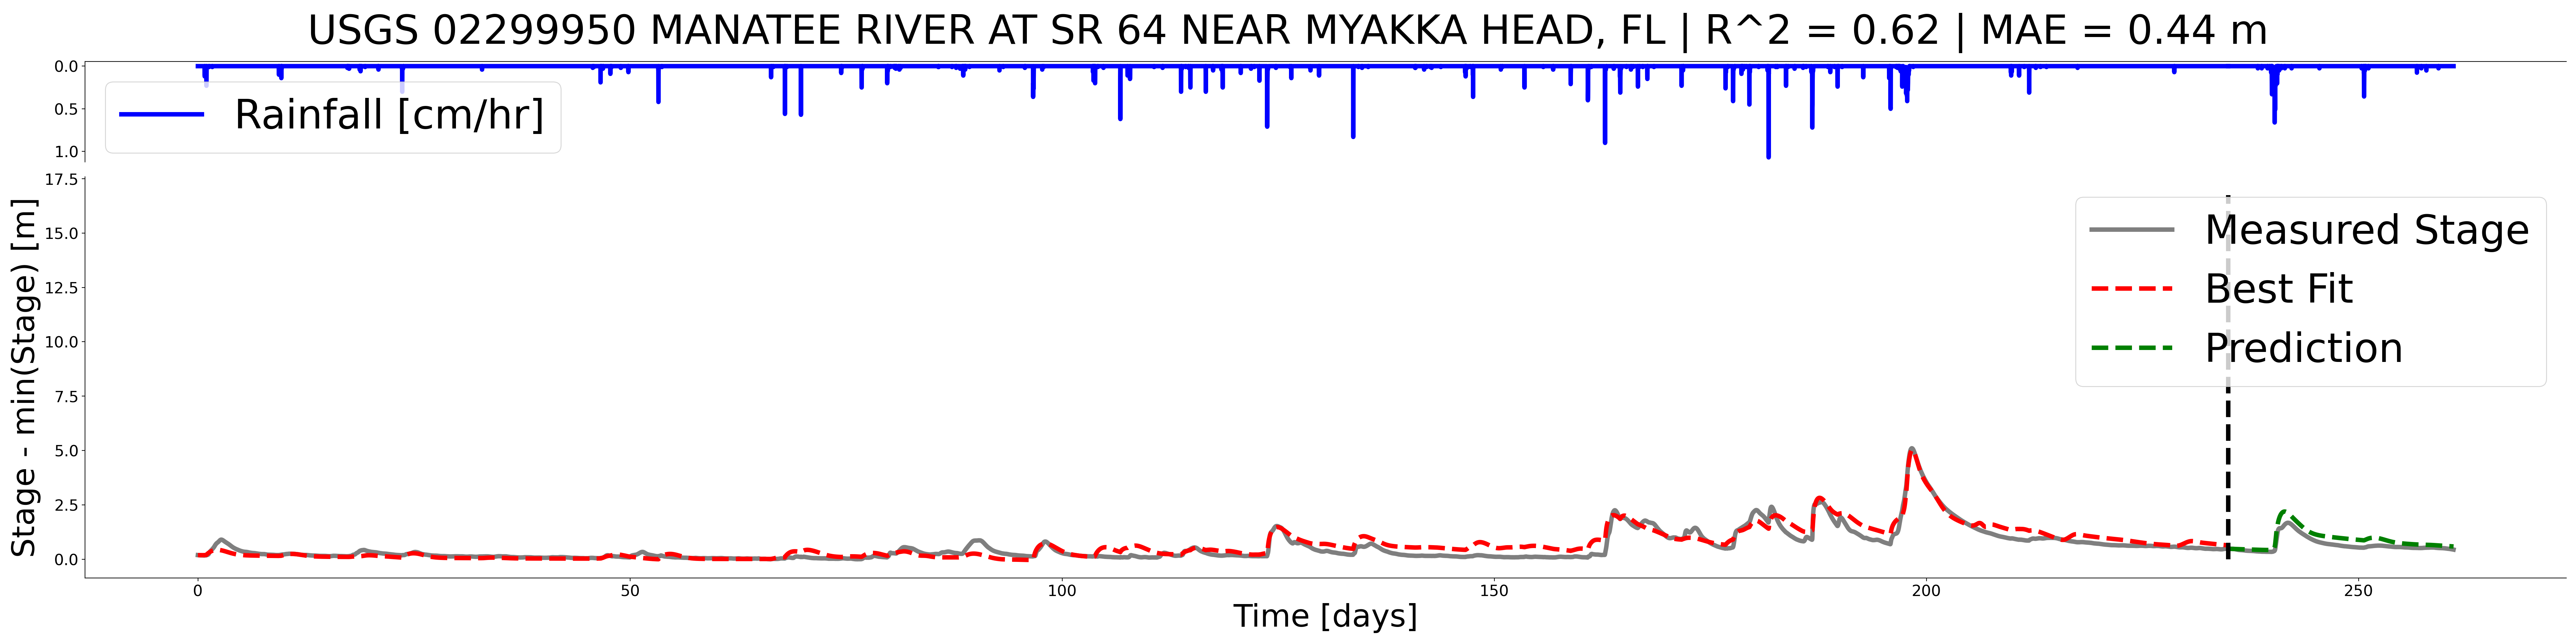 USGS 02299950 MANATEE RIVER AT SR 64 NEAR MYAKKA HEAD, FL | R^2 = 0.62 | MAE = 0.44 m
0.0
0.5
1.0
Rainfall [cm/hr]
17.5
15.0
12.5
10.0
7.5
5.0
2.5
0.0
Stage - min(Stage) [m]
Measured Stage
Best Fit
Prediction
0 50 100 150 200 250
Time [days]